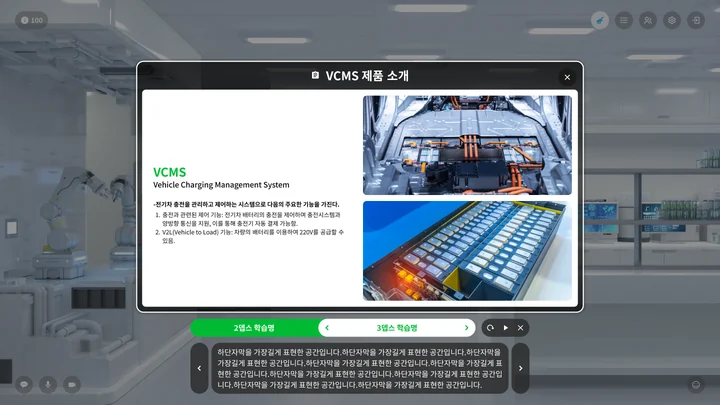 100
VCMS 제품 소개
VCMS
Vehicle Charging Management System
-전기차 충전을 관리하고 제어하는 시스템으로 다음의 주요한 기능을 가진다.
1. 충전과 관련된 제어 기능: 전기차 배터리의 충전을 제어하며 충전시스템과
양방향 통신을 지원, 이를 통해 충전기 자동 결제 가능함.
2. V2L(Vehicle to Load) 기능: 차량의 배터리를 이용하여 220V를 공급할 수
있음.
2뎁스 학습명
3뎁스 학습명
하단자막을 가장길게 표현한 공간입니다.하단자막을 가장길게 표현한 공간입니다.하단자막을
가장길게 표현한 공간입니다.하단자막을 가장길게 표현한 공간입니다.하단자막을 가장길게 표
현한 공간입니다.하단자막을 가장길게 표현한 공간입니다.하단자막을 가장길게 표현한 공간입
니다.하단자막을 가장길게 표현한 공간입니다.하단자막을 가장길게 표현한 공간입니다.